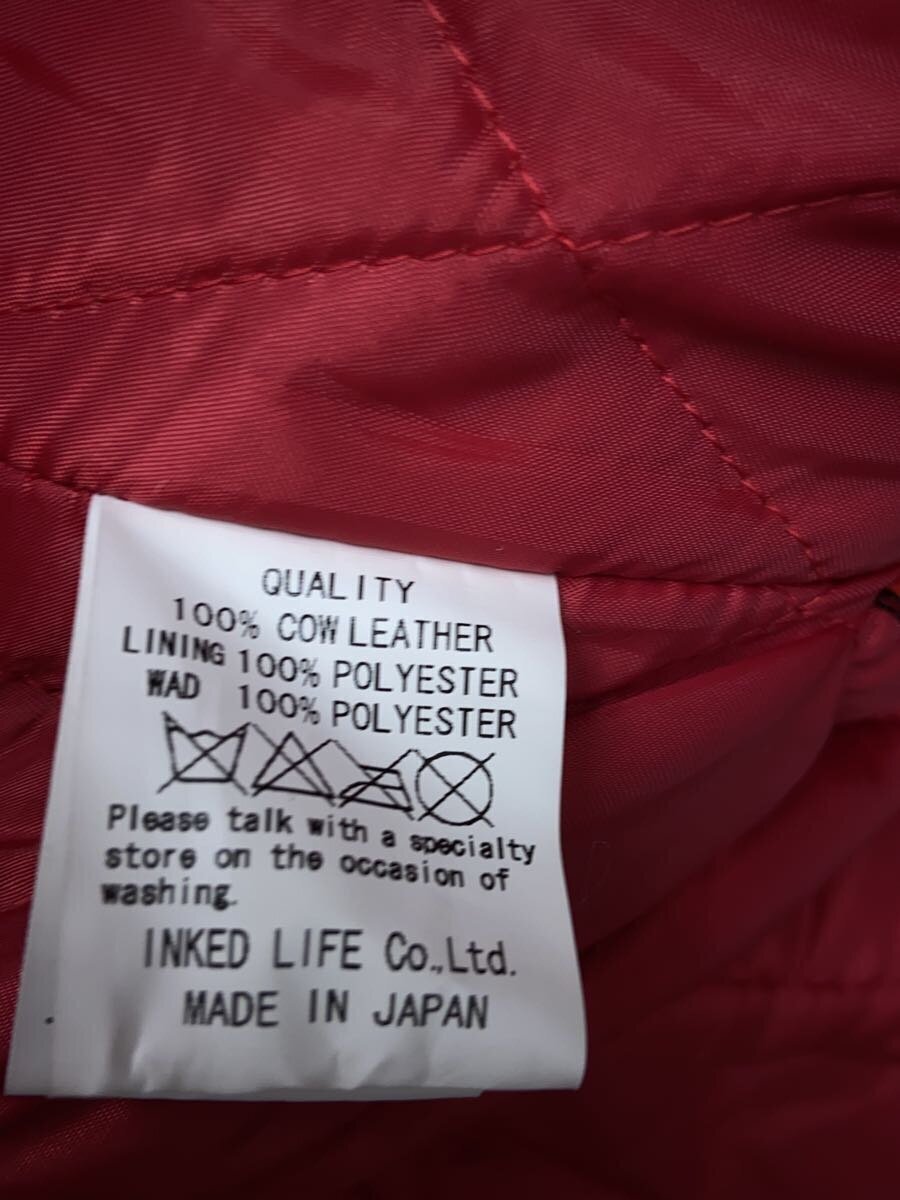 QUALITY
100% COW LEATHER
LINING 100% POLYESTER
WAD 100% POLYESTER
Please talk with a specialty
store on the occasion of
washing.
INKED LIFE Co.,Ltd.
MADE IN JAPAN